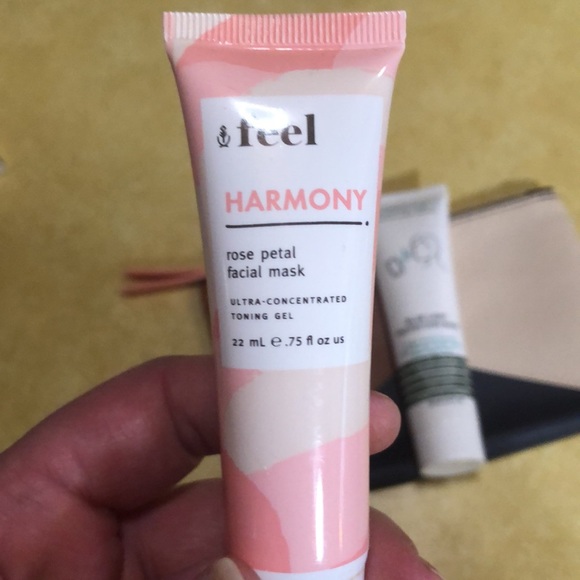 feel
HARMONY
rose petal
facial mask
ULTRA-CONCENTRATED
TONING GEL
22 mL e .75 fl oz us